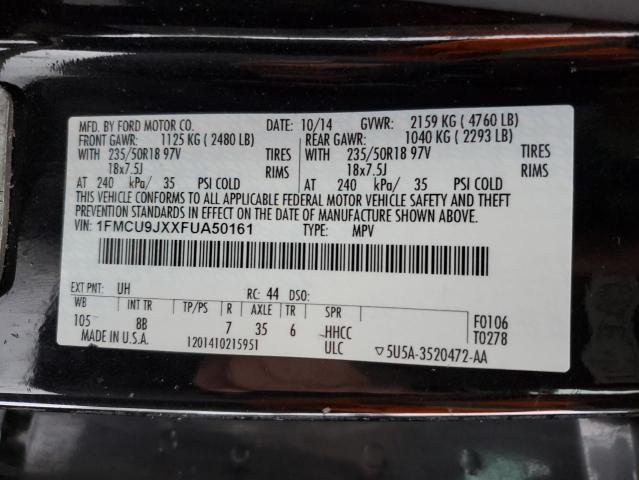 MFD. BY FORD MOTOR CO. DATE: 10/14 GVWR: 2159 KG ( 4760 LB)
FRONT GAWR: 1125 KG ( 2480 LB) REAR GAWR: 1040 KG ( 2293 LB)
WITH 235/50R18 97V TIRES WITH 235/50R18 97V TIRES
18x7.5J RIMS 18x7.5J RIMS
AT 240 kPa/ 35 PSI COLD AT 240 kPa/ 35 PSI COLD
THIS VEHICLE CONFORMS TO ALL APPLICABLE FEDERAL MOTOR VEHICLE SAFETY AND THEFT
PREVENTION STANDARDS IN EFFECT ON THE DATE OF MANUFACTURE SHOWN ABOVE.
VIN: 1FMCU9JXXFUA50161 TYPE: MPV
EXT PNT: UH RC: 44 DSO:
WB INT TR TP/PS R AXLE TR SPR F0106
105 8B 7 35 6 HHCC T0278
MADE IN U.S.A. 1201410215951 ULC ▽5U5A-3520472-AA